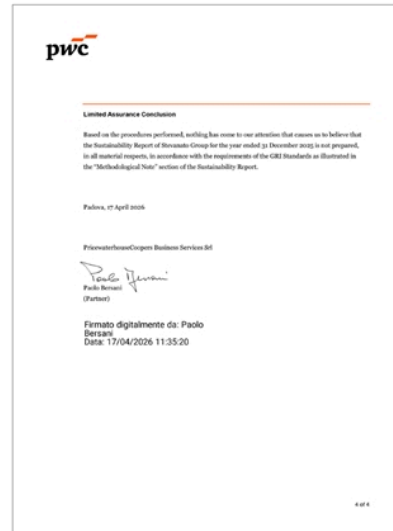 pwc
Limited Assurance Conclusion
Based on the procedures performed, nothing has come to our attention that causes us to believe that
the Sustainability Report of Stevanato Group for the year ended 31 December 2025 is not prepared,
in all material respects, in accordance with the requirements of the GRI Standards as illustrated in
the “Methodological Note” section of the Sustainability Report.
Padova, 17 April 2026
PricewaterhouseCoopers Business Services Srl
Paolo Bersani
Paolo Bersani
(Partner)
Firmato digitalmente da: Paolo
Bersani
Data: 17/04/2026 11:35:20
4 of 4